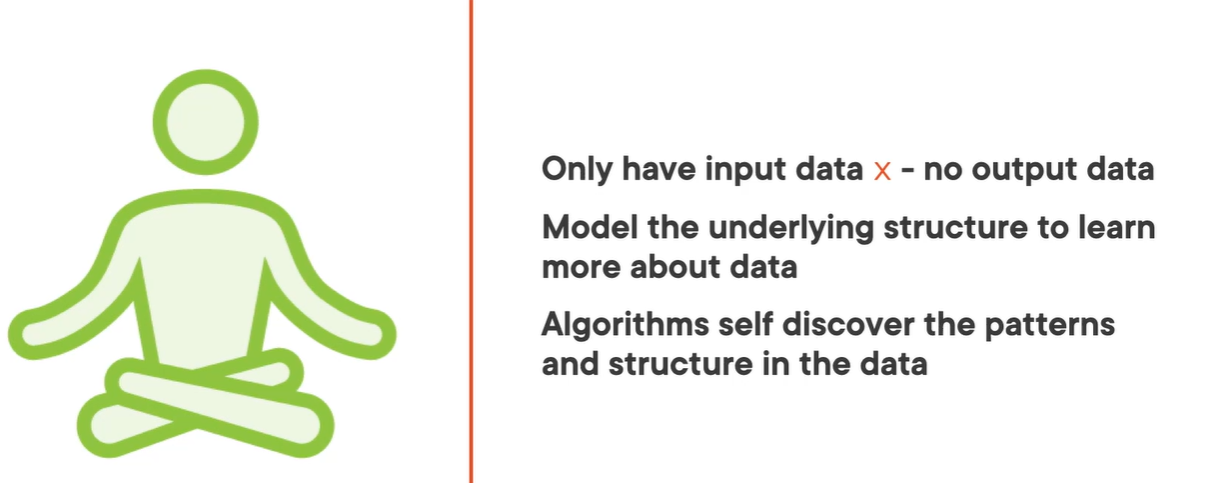 Only have input data x - no output data
Model the underlying structure to learn
more about data
Algorithms self discover the patterns
and structure in the data